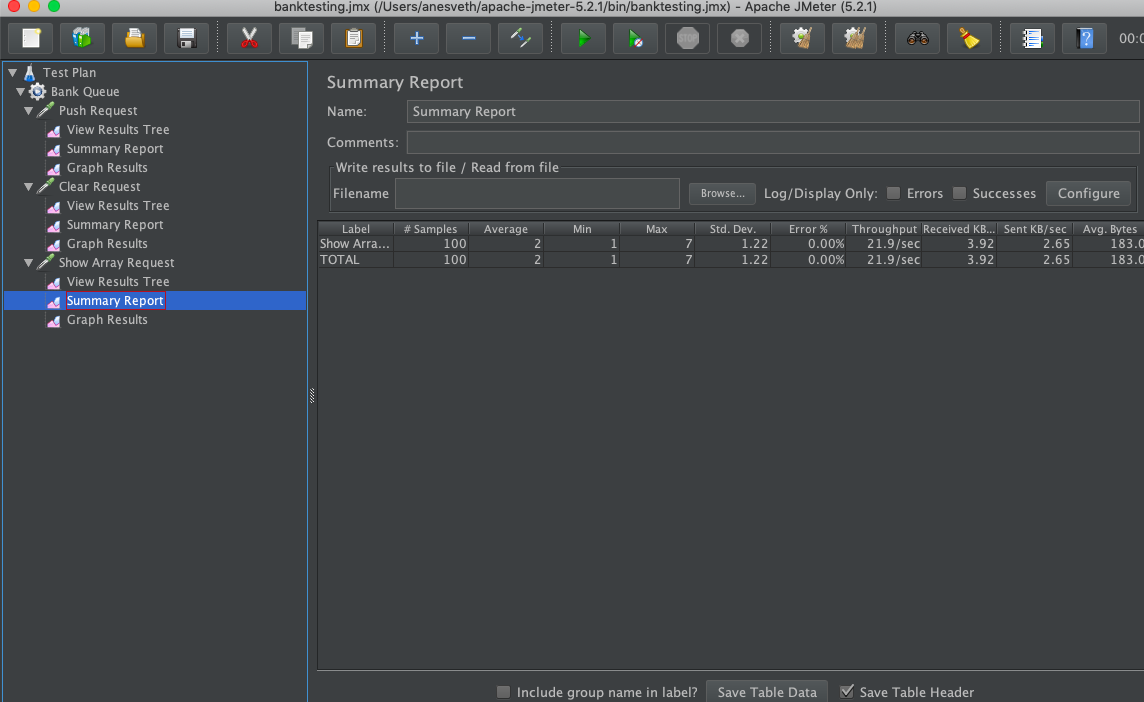 banktesting.jmx (/Users/anesveth/apache-jmeter-5.2.1/bin/banktesting.jmx) - Apache JMeter (5.2.1)
STOP
00:0
Test Plan
Bank Queue
Push Request
View Results Tree
Summary Report
Graph Results
Clear Request
View Results Tree
Summary Report
Graph Results
Show Array Request
View Results Tree
Summary Report
Graph Results
Summary Report
Name: Summary Report
Comments:
Write results to file / Read from file
Filename Browse... Log/Display Only: Errors Successes Configure
Label # Samples Average Min Max Std. Dev. Error % Throughput Received KB... Sent KB/sec Avg. Bytes
Show Arra... 100 2 1 7 1.22 0.00% 21.9/sec 3.92 2.65 183.0
TOTAL 100 2 1 7 1.22 0.00% 21.9/sec 3.92 2.65 183.0
Include group name in label? Save Table Data Save Table Header